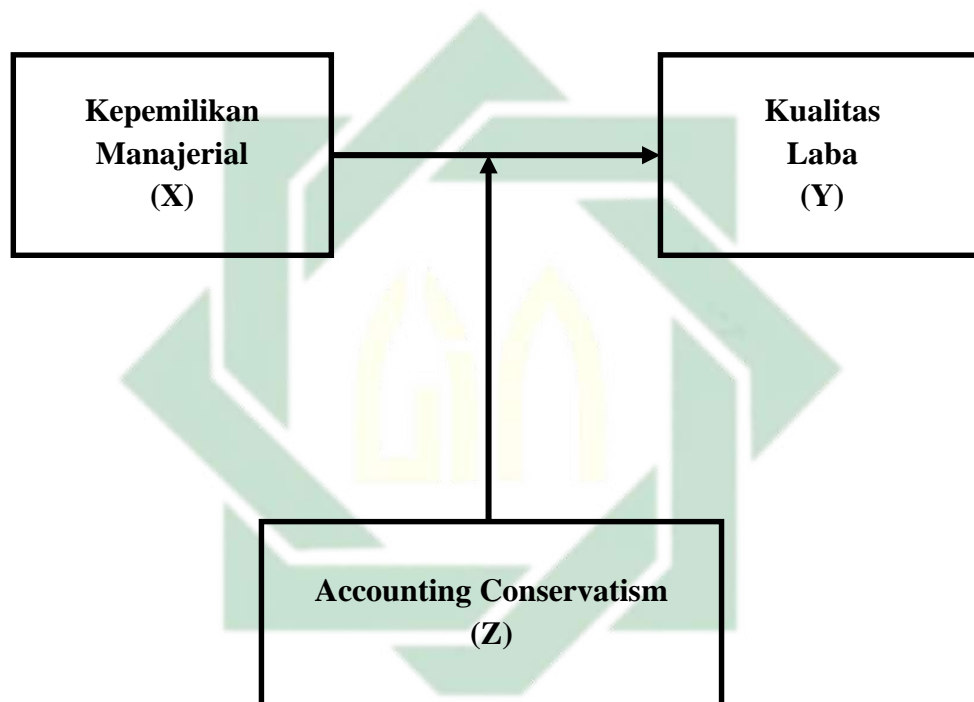 Kepemilikan
Manajerial
(X)
Kualitas
Laba
(Y)
Accounting Conservatism
(Z)